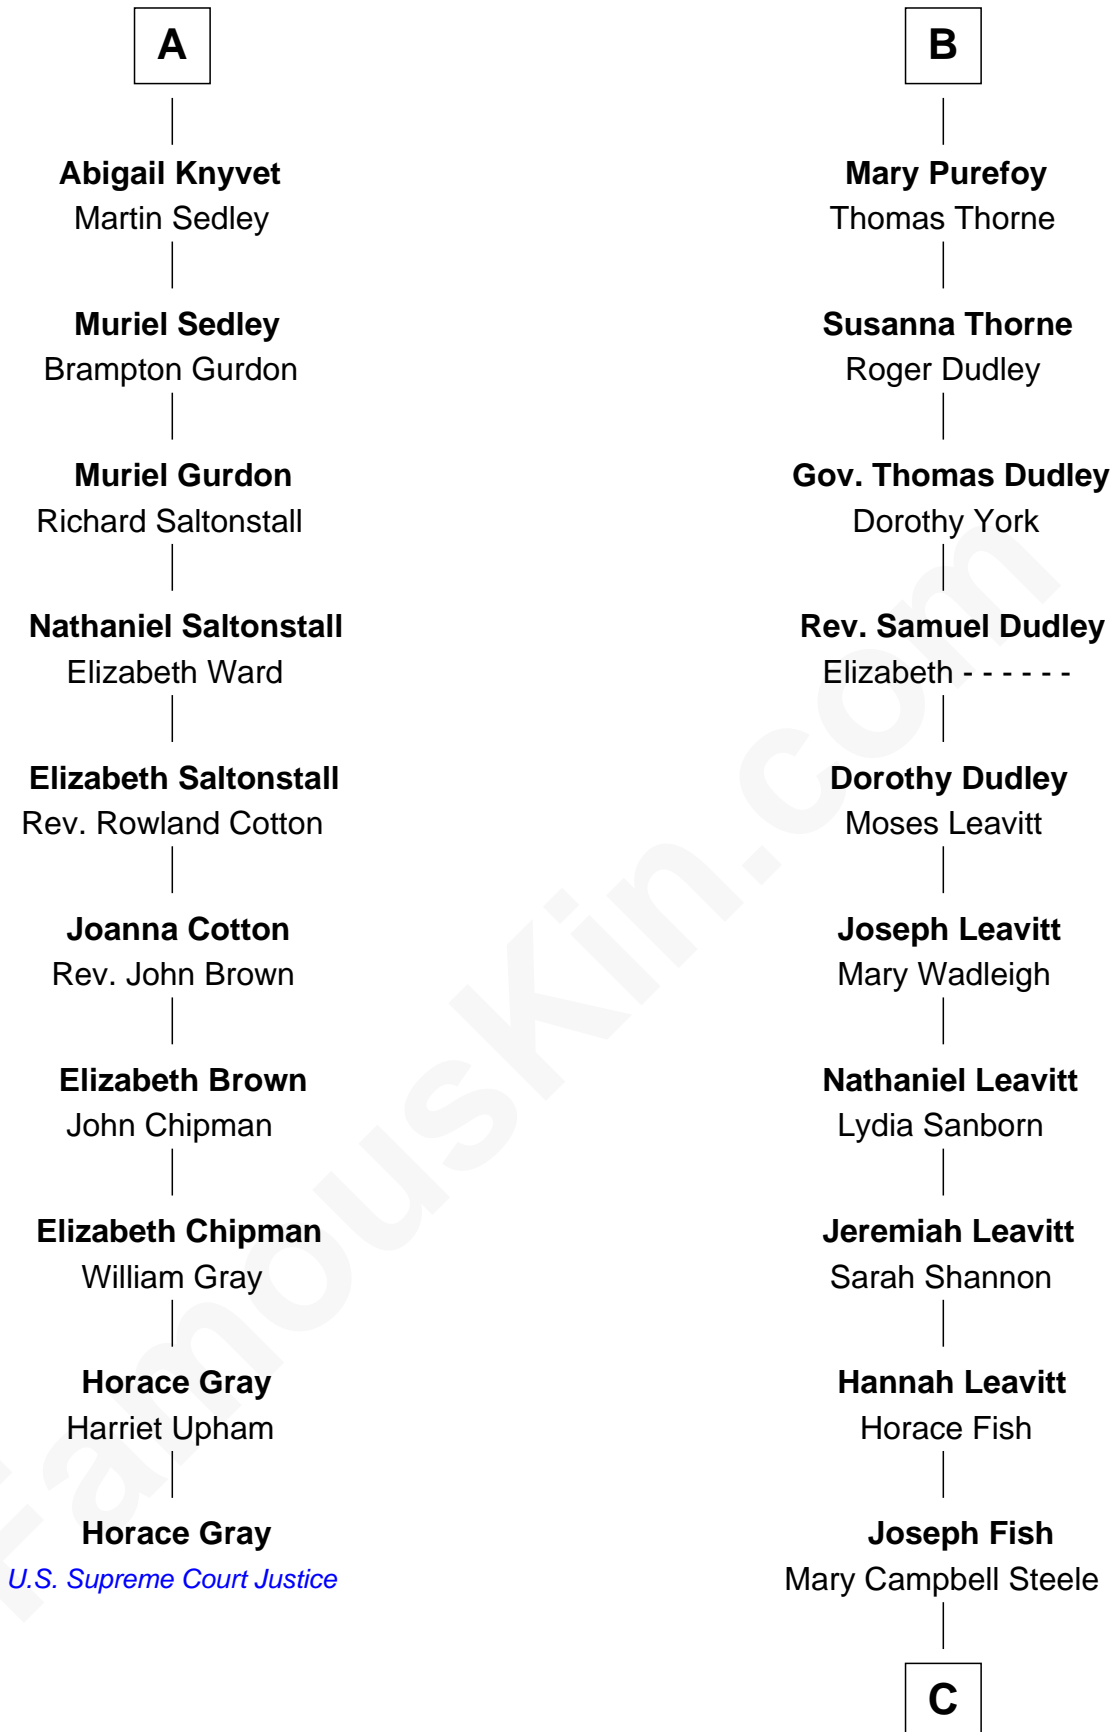 A
Abigail Knyvet
Martin Sedley
Muriel Sedley
Brampton Gurdon
Muriel Gurdon
Richard Saltonstall
Nathaniel Saltonstall
Elizabeth Ward
Elizabeth Saltonstall
Rev. Rowland Cotton
Joanna Cotton
Rev. John Brown
Elizabeth Brown
John Chipman
Elizabeth Chipman
William Gray
Horace Gray
Harriet Upham
Horace Gray
U.S. Supreme Court Justice
B
Mary Purefoy
Thomas Thorne
Susanna Thorne
Roger Dudley
Gov. Thomas Dudley
Dorothy York
Rev. Samuel Dudley
Elizabeth - - - - - -
Dorothy Dudley
Moses Leavitt
Joseph Leavitt
Mary Wadleigh
Nathaniel Leavitt
Lydia Sanborn
Jeremiah Leavitt
Sarah Shannon
Hannah Leavitt
Horace Fish
Joseph Fish
Mary Campbell Steele
C
FamousKin.com